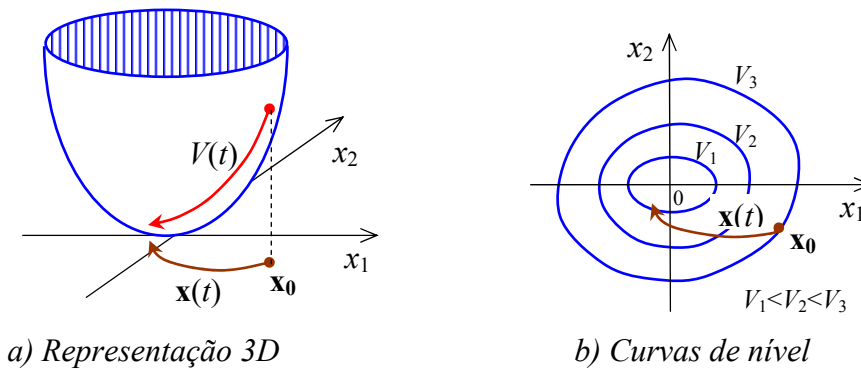 V(t)
x₂
x₁
x(t)
x₀
a) Representação 3D
x₂
V₃
V₂
V₁
0
x(t)
x₁
x₀
V₁<V₂<V₃
b) Curvas de nível